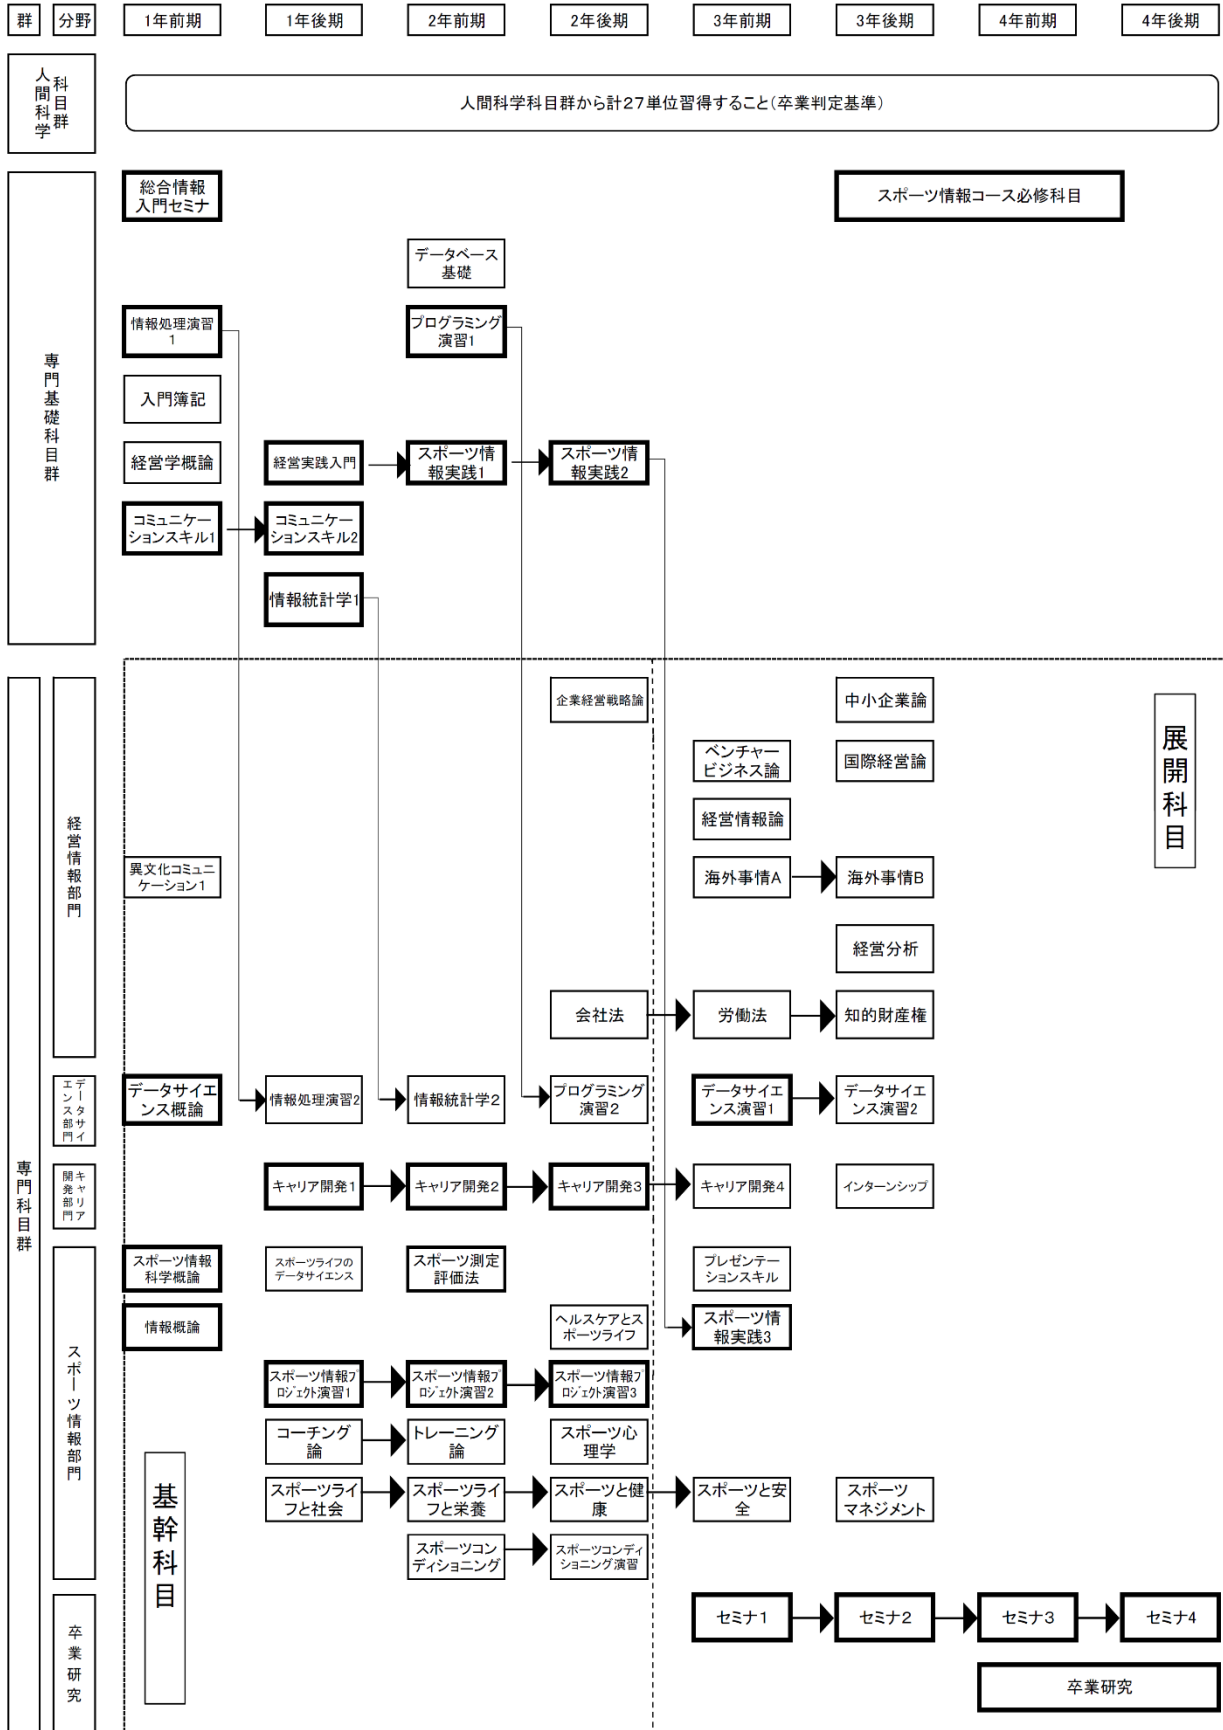 群
分野
1年前期
1年後期
2年前期
2年後期
3年前期
3年後期
4年前期
4年後期
人間科学
科目群
人間科学科目群から計27単位習得すること(卒業判定基準)
専門基礎科目群
総合情報
入門セミナ
スポーツ情報コース必修科目
データベース
基礎
情報処理演習
1
プログラミング
演習1
入門簿記
経営学概論
経営実践入門
スポーツ情
報実践1
スポーツ情
報実践2
コミュニケー
ションスキル1
コミュニケー
ションスキル2
情報統計学1
専門科目群
経営情報部門
企業経営戦略論
中小企業論
展開科目
ベンチャー
ビジネス論
国際経営論
経営情報論
異文化コミュニ
ケーション1
海外事情A
海外事情B
経営分析
会社法
労働法
知的財産権
データサイ
エンス部門
データサイエ
ンス概論
情報処理演習2
情報統計学2
プログラミング
演習2
データサイエ
ンス演習1
データサイエ
ンス演習2
キャリア
開発部門
キャリア開発1
キャリア開発2
キャリア開発3
キャリア開発4
インターンシップ
スポーツ情報部門
スポーツ情報
科学概論
スポーツライフの
データサイエンス
スポーツ測定
評価法
プレゼンテー
ションスキル
情報概論
ヘルスケアとス
ポーツライフ
スポーツ情
報実践3
スポーツ情報プ
ロジェクト演習1
スポーツ情報プ
ロジェクト演習2
スポーツ情報プ
ロジェクト演習3
コーチング
論
トレーニング
論
スポーツ心
理学
基幹科目
スポーツライ
フと社会
スポーツライ
フと栄養
スポーツと健
康
スポーツと安
全
スポーツ
マネジメント
スポーツコン
ディショニング
スポーツコンディ
ショニング演習
卒業研究
セミナ1
セミナ2
セミナ3
セミナ4
卒業研究